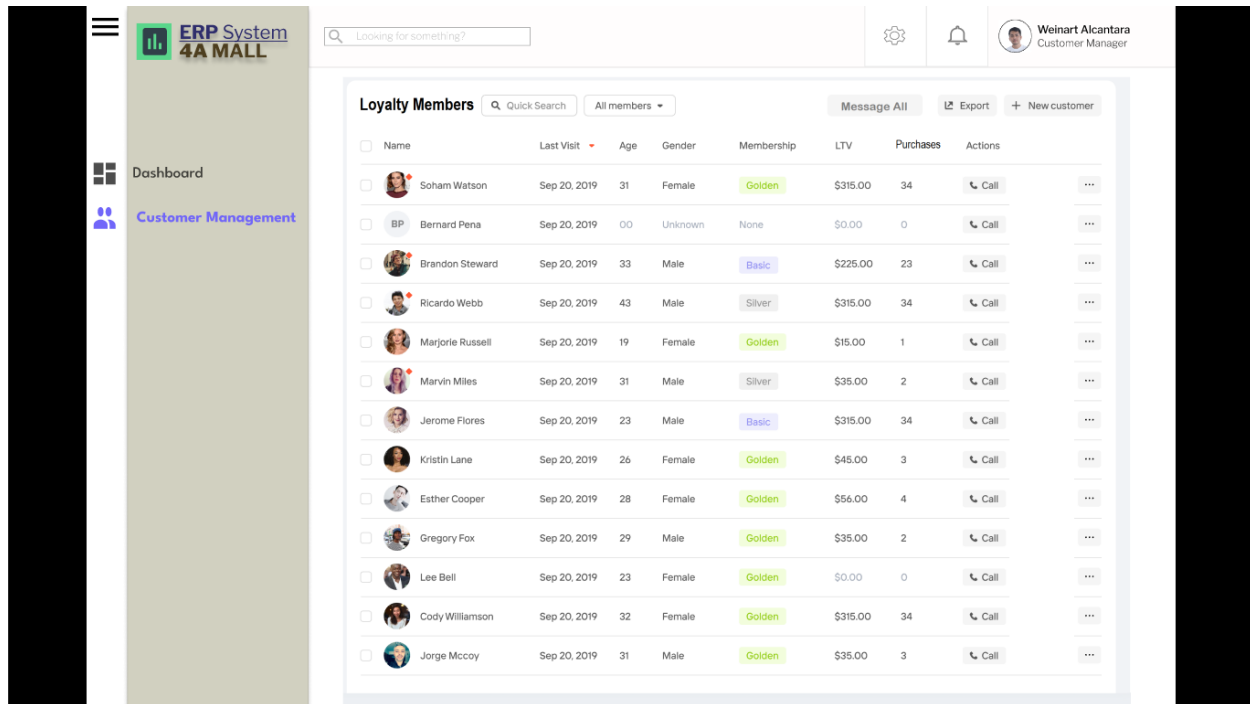 ERP System
4A MALL
Looking for something?
Weinart Alcantara
Customer Manager
Dashboard
Customer Management
Loyalty Members Quick Search All members Message All Export + New customer
Name Last Visit Age Gender Membership LTV Purchases Actions
Soham Watson Sep 20, 2019 31 Female Golden $315.00 34 Call ...
BP Bernard Pena Sep 20, 2019 00 Unknown None $0.00 0 Call ...
Brandon Steward Sep 20, 2019 33 Male Basic $225.00 23 Call ...
Ricardo Webb Sep 20, 2019 43 Male Silver $315.00 34 Call ...
Marjorie Russell Sep 20, 2019 19 Female Golden $15.00 1 Call ...
Marvin Miles Sep 20, 2019 31 Male Silver $35.00 2 Call ...
Jerome Flores Sep 20, 2019 23 Male Basic $315.00 34 Call ...
Kristin Lane Sep 20, 2019 26 Female Golden $45.00 3 Call ...
Esther Cooper Sep 20, 2019 28 Female Golden $56.00 4 Call ...
Gregory Fox Sep 20, 2019 29 Male Golden $35.00 2 Call ...
Lee Bell Sep 20, 2019 23 Female Golden $0.00 0 Call ...
Cody Williamson Sep 20, 2019 32 Female Golden $315.00 34 Call ...
Jorge Mccoy Sep 20, 2019 31 Male Golden $35.00 3 Call ...